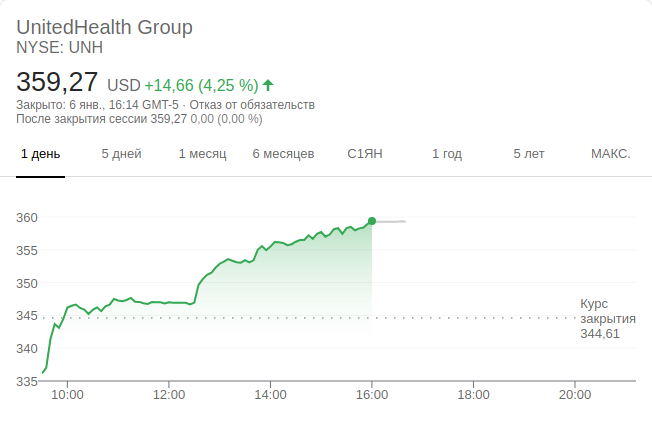 UnitedHealth Group
NYSE: UNH
359,27 USD +14,66 (4,25 %)
Закрыто: 6 янв., 16:14 GMT-5 · Отказ от обязательств
После закрытия сессии 359,27 0,00 (0,00 %)
1 день 5 дней 1 месяц 6 месяцев С1ЯН 1 год 5 лет МАКС.
360
355
350
345
340
335
Курс
закрытия
344,61
10:00 12:00 14:00 16:00 18:00 20:00